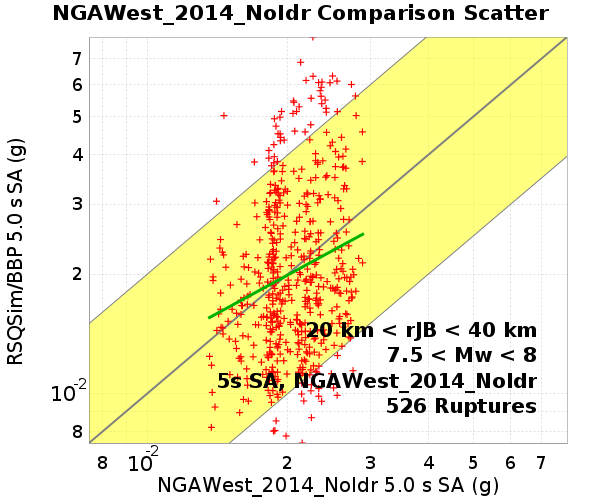 NGAWest_2014_NoIdr Comparison Scatter
RSQSim/BBP 5.0 s SA (g)
7
6
5
4
3
2
10-2
8
20 km < rJB < 40 km
7.5 < Mw < 8
5s SA, NGAWest_2014_NoIdr
526 Ruptures
8 10-2 2 3 4 5 6 7
NGAWest_2014_NoIdr 5.0 s SA (g)